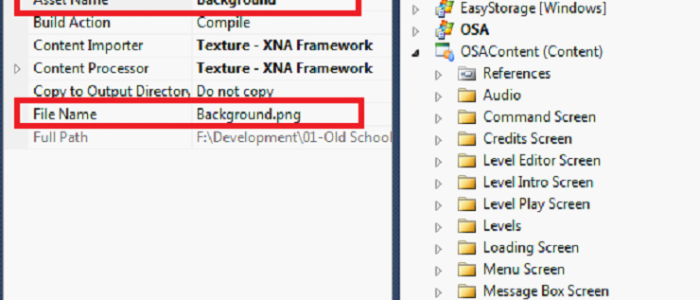 Asset Name Background
Build Action Compile
Content Importer Texture - XNA Framework
Content Processor Texture - XNA Framework
Copy to Output Directory Do not copy
File Name Background.png
Full Path F:\Development\01-Old School
EasyStorage [Windows]
OSA
OSAContent (Content)
References
Audio
Command Screen
Credits Screen
Level Editor Screen
Level Intro Screen
Level Play Screen
Levels
Loading Screen
Menu Screen
Message Box Screen